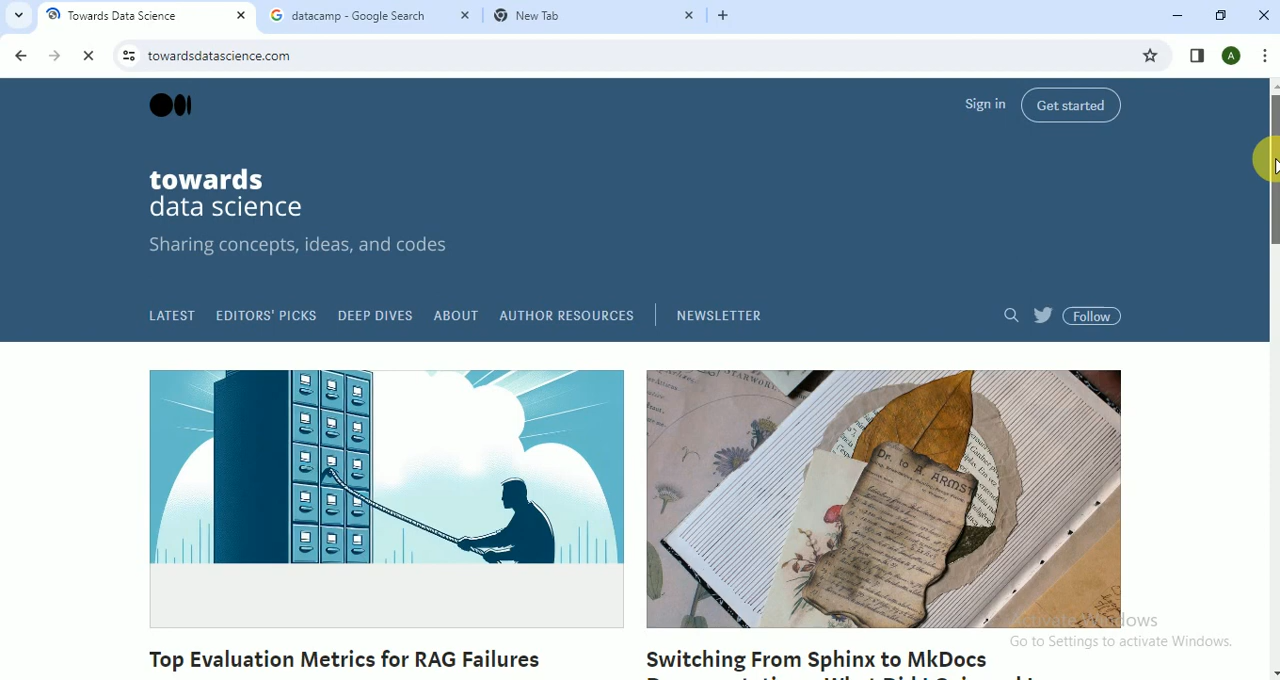 Towards Data Science
datacamp - Google Search
New Tab
towardsdatascience.com
A
Sign in
Get started
towards
data science
Sharing concepts, ideas, and codes
LATEST
EDITORS' PICKS
DEEP DIVES
ABOUT
AUTHOR RESOURCES
NEWSLETTER
Follow
Top Evaluation Metrics for RAG Failures
Switching From Sphinx to MkDocs
Activate Windows
Go to Settings to activate Windows.